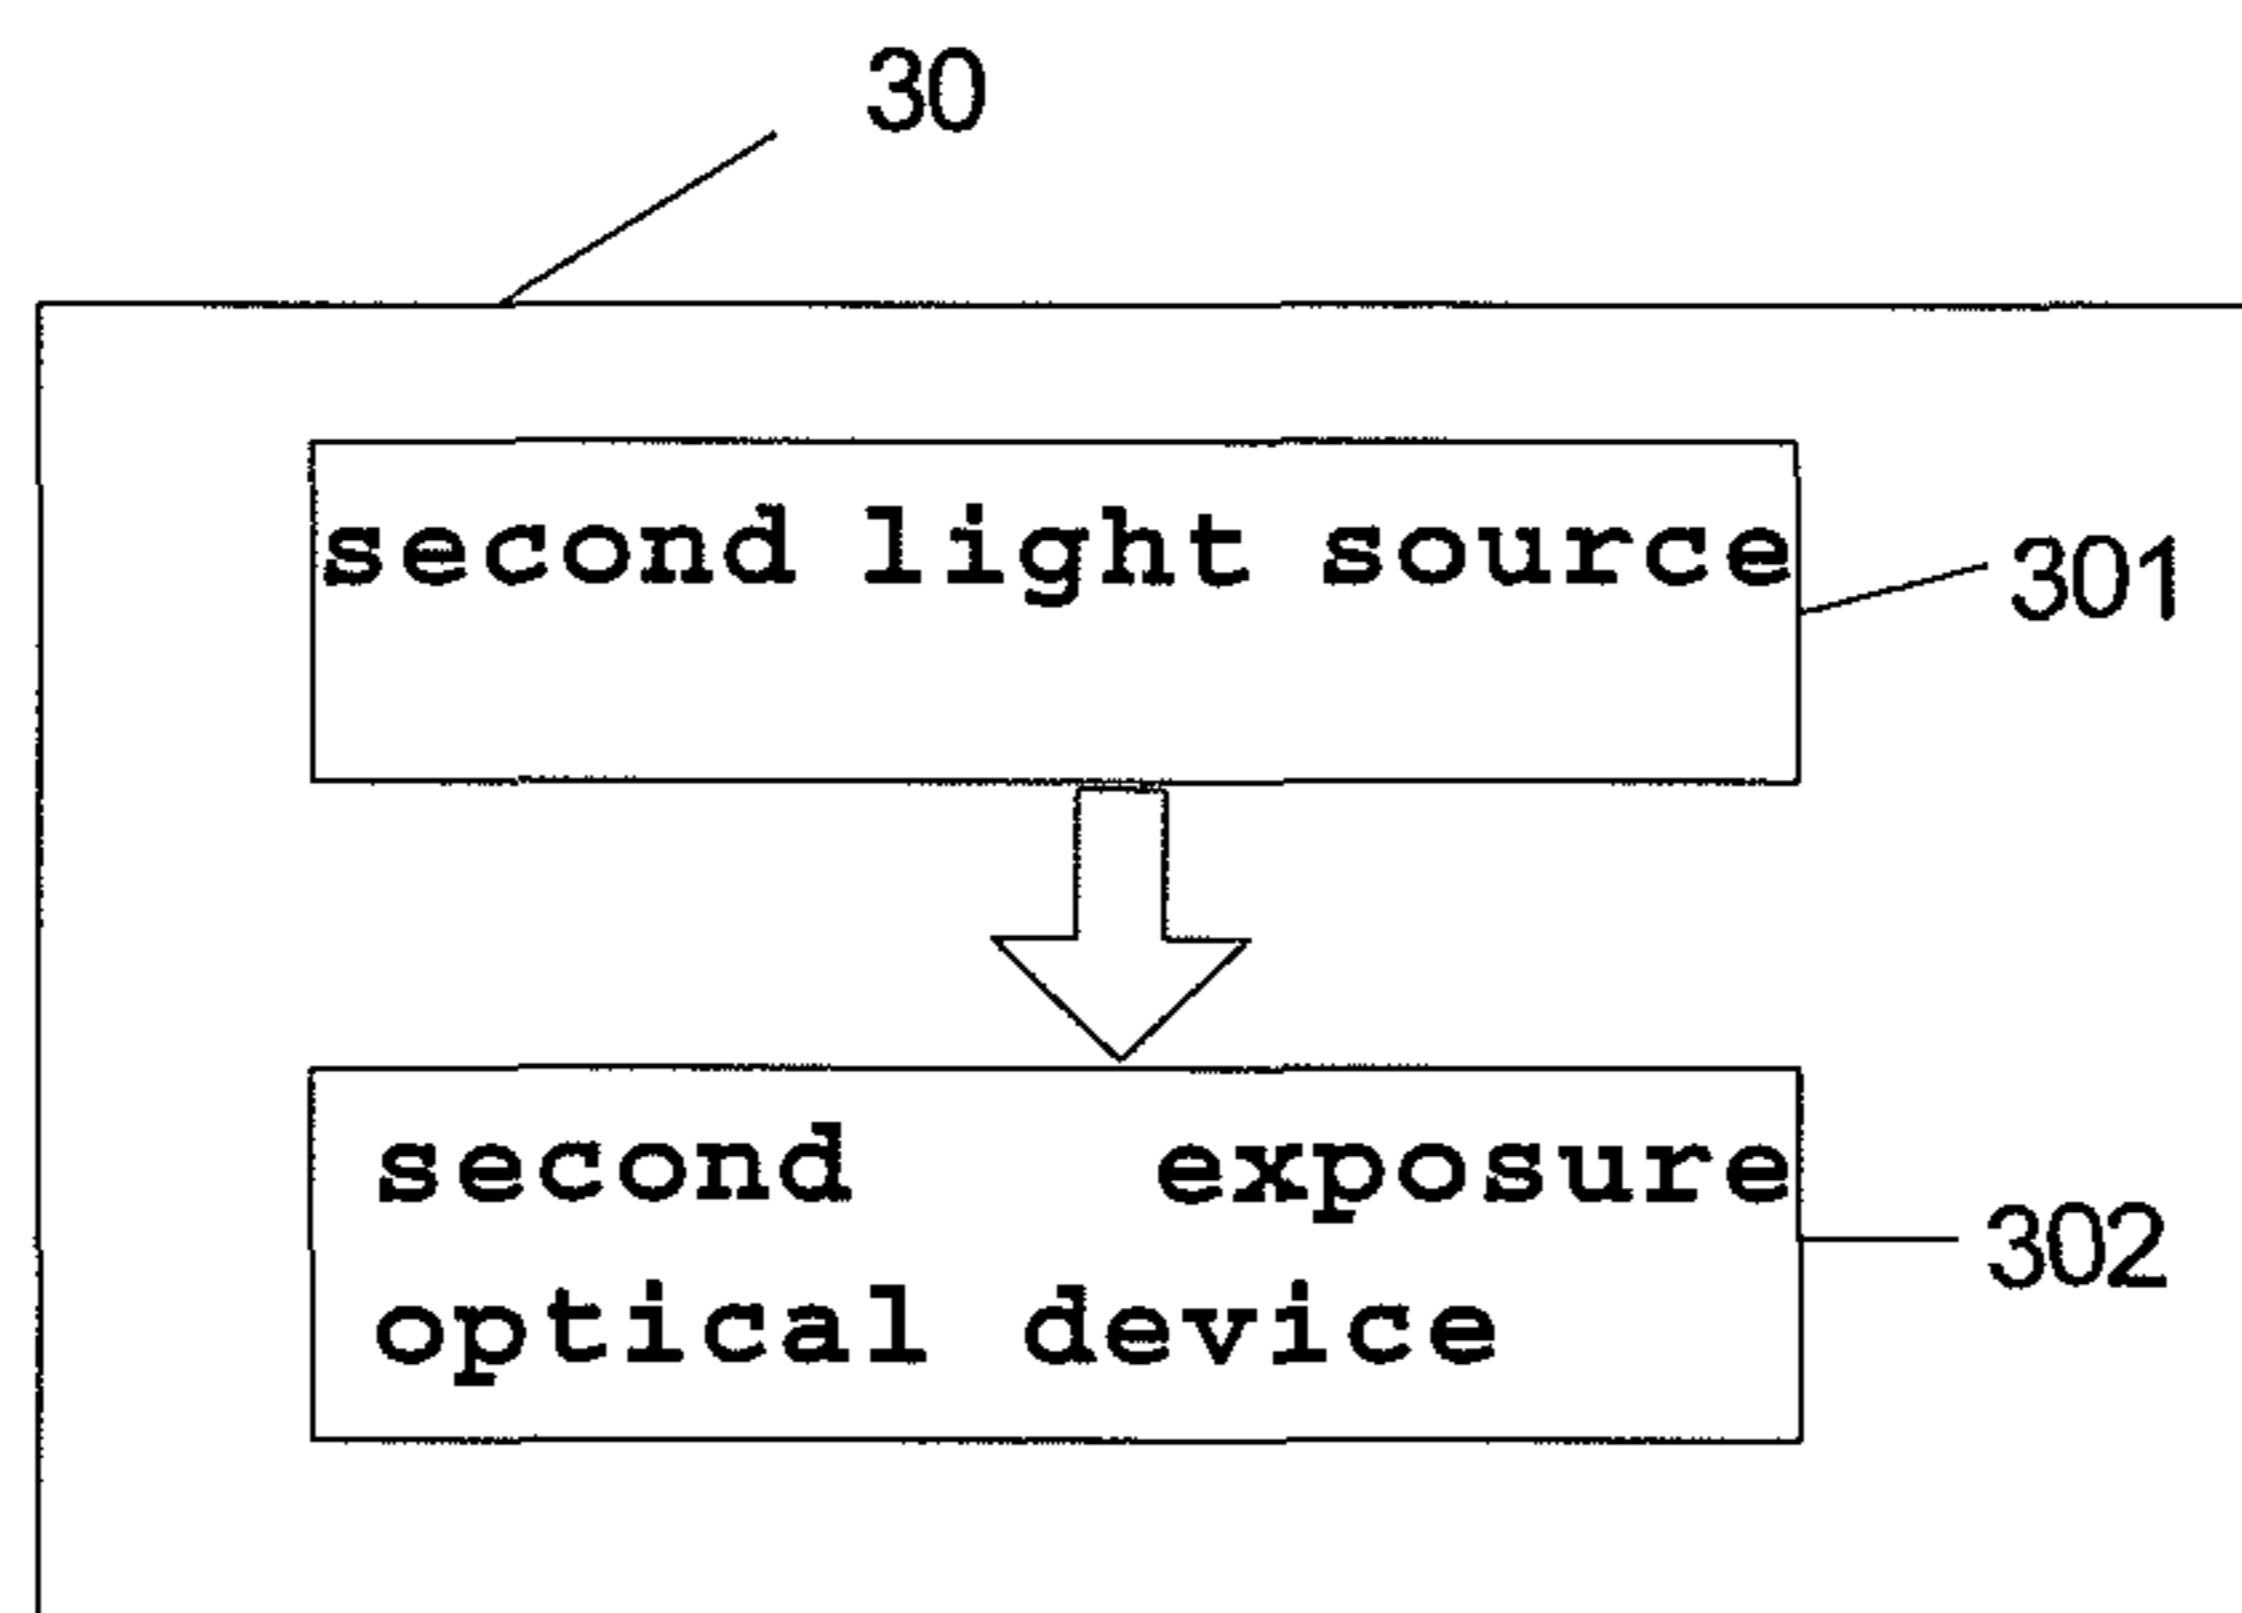 30
second light source
301
second exposure
optical device
302